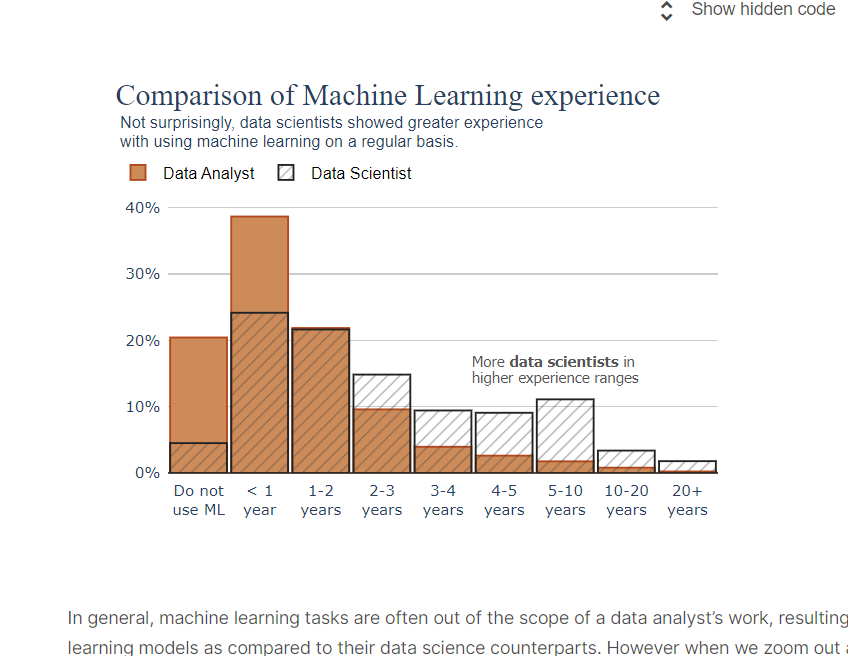 Show hidden code
Comparison of Machine Learning experience
Not surprisingly, data scientists showed greater experience
with using machine learning on a regular basis.
Data Analyst Data Scientist
40%
30%
20%
10%
0%
More data scientists in
higher experience ranges
Do not < 1 1-2 2-3 3-4 4-5 5-10 10-20 20+
use ML year years years years years years years years
In general, machine learning tasks are often out of the scope of a data analyst’s work, resulting
learning models as compared to their data science counterparts. However when we zoom out a